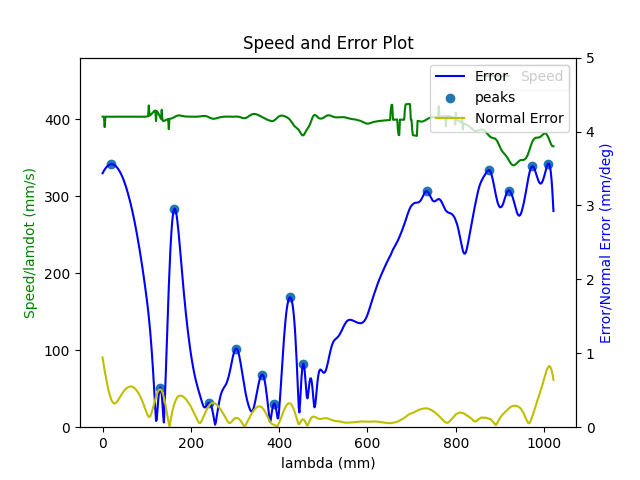 Speed and Error Plot
Speed/lamdot (mm/s)
400
300
200
100
0
Error
peaks
Normal Error
Speed
5
4
3
2
1
0
Error/Normal Error (mm/deg)
0
200
400
600
800
1000
lambda (mm)